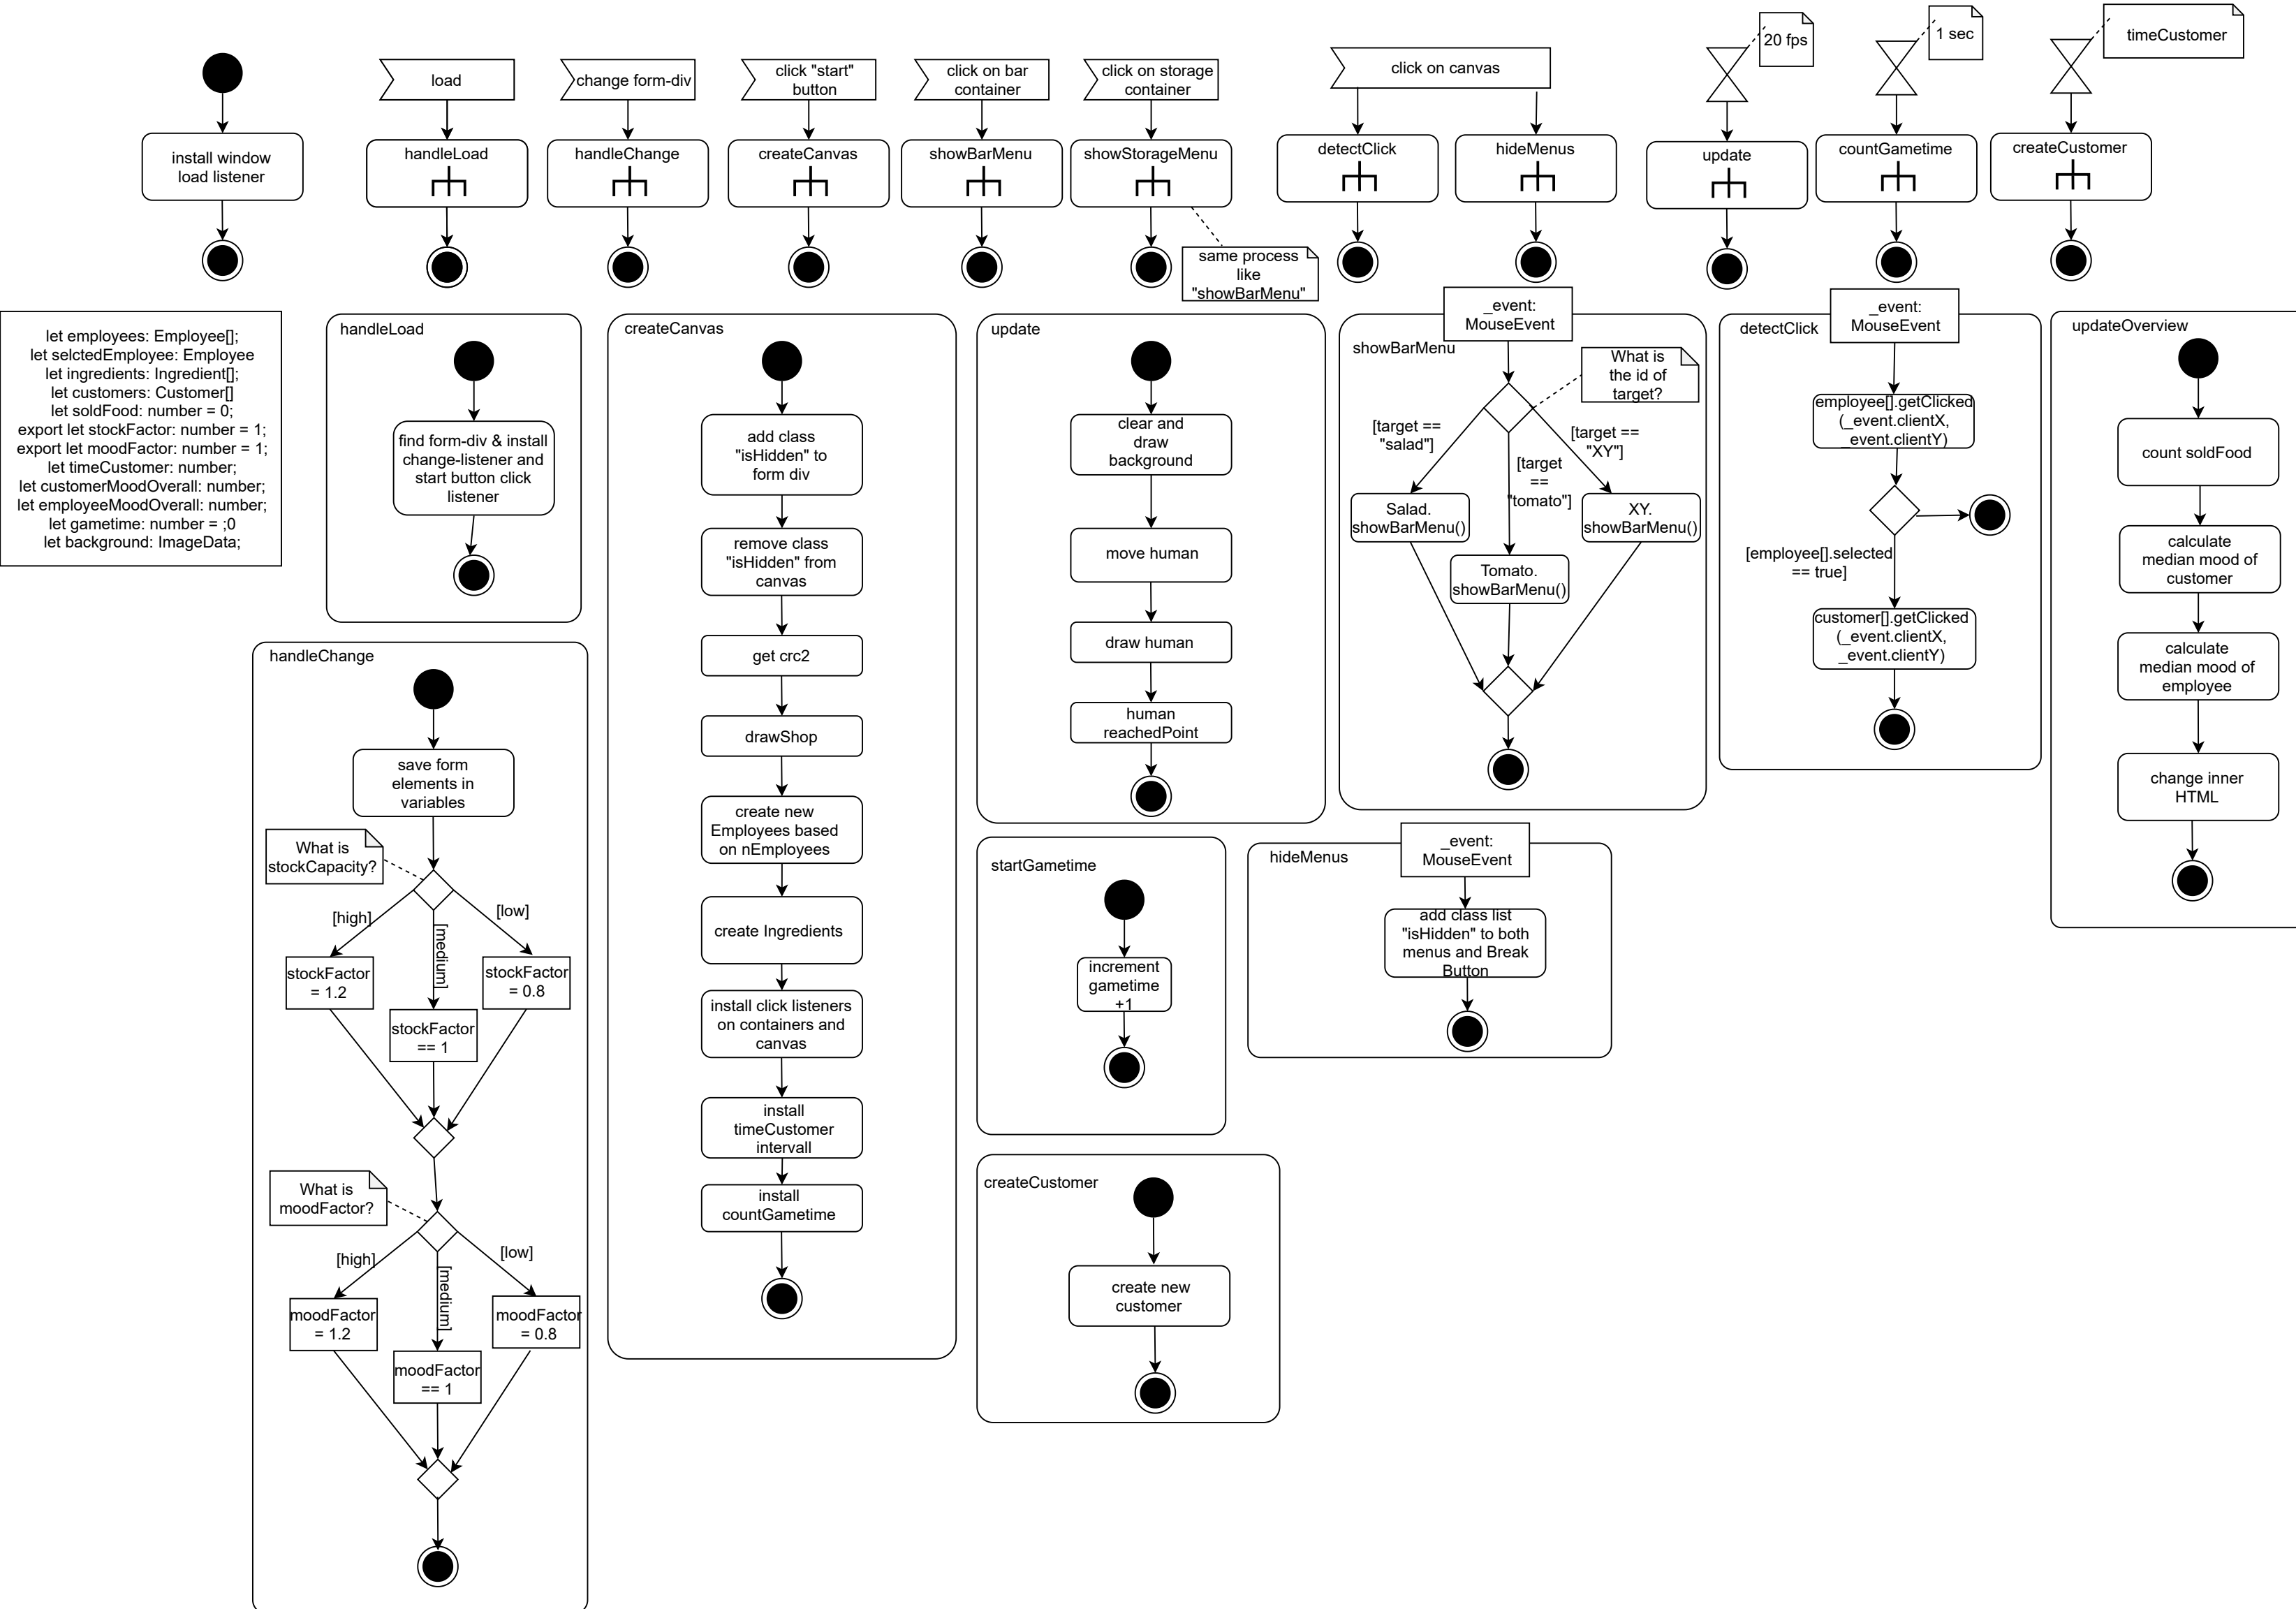 install window
load listener
load
handleLoad
change form-div
handleChange
click "start"
button
createCanvas
click on bar
container
showBarMenu
click on storage
container
showStorageMenu
same process
like
"showBarMenu"
click on canvas
detectClick
hideMenus
20 fps
update
1 sec
countGametime
timeCustomer
createCustomer
let employees: Employee[];
let selctedEmployee: Employee
let ingredients: Ingredient[];
let customers: Customer[]
let soldFood: number = 0;
export let stockFactor: number = 1;
export let moodFactor: number = 1;
let timeCustomer: number;
let customerMoodOverall: number;
let employeeMoodOverall: number;
let gametime: number = ;0
let background: ImageData;
handleLoad
find form-div & install
change-listener and
start button click
listener
handleChange
save form
elements in
variables
What is
stockCapacity?
[high]
[medium]
[low]
stockFactor
= 1.2
stockFactor
== 1
stockFactor
= 0.8
What is
moodFactor?
[high]
[medium]
[low]
moodFactor
= 1.2
moodFactor
== 1
moodFactor
= 0.8
createCanvas
add class
"isHidden" to
form div
remove class
"isHidden" from
canvas
get crc2
drawShop
create new
Employees based
on nEmployees
create Ingredients
install click listeners
on containers and
canvas
install
timeCustomer
intervall
install
countGametime
update
clear and
draw
background
move human
draw human
human
reachedPoint
startGametime
increment
gametime
+1
createCustomer
create new
customer
_event:
MouseEvent
showBarMenu
What is
the id of
target?
[target ==
"salad"]
[target
==
"tomato"]
[target ==
"XY"]
Salad.
showBarMenu()
Tomato.
showBarMenu()
XY.
showBarMenu()
_event:
MouseEvent
hideMenus
add class list
"isHidden" to both
menus and Break
Button
_event:
MouseEvent
detectClick
employee[].getClicked
(_event.clientX,
_event.clientY)
[employee[].selected
== true]
customer[].getClicked
(_event.clientX,
_event.clientY)
updateOverview
count soldFood
calculate
median mood of
customer
calculate
median mood of
employee
change inner
HTML